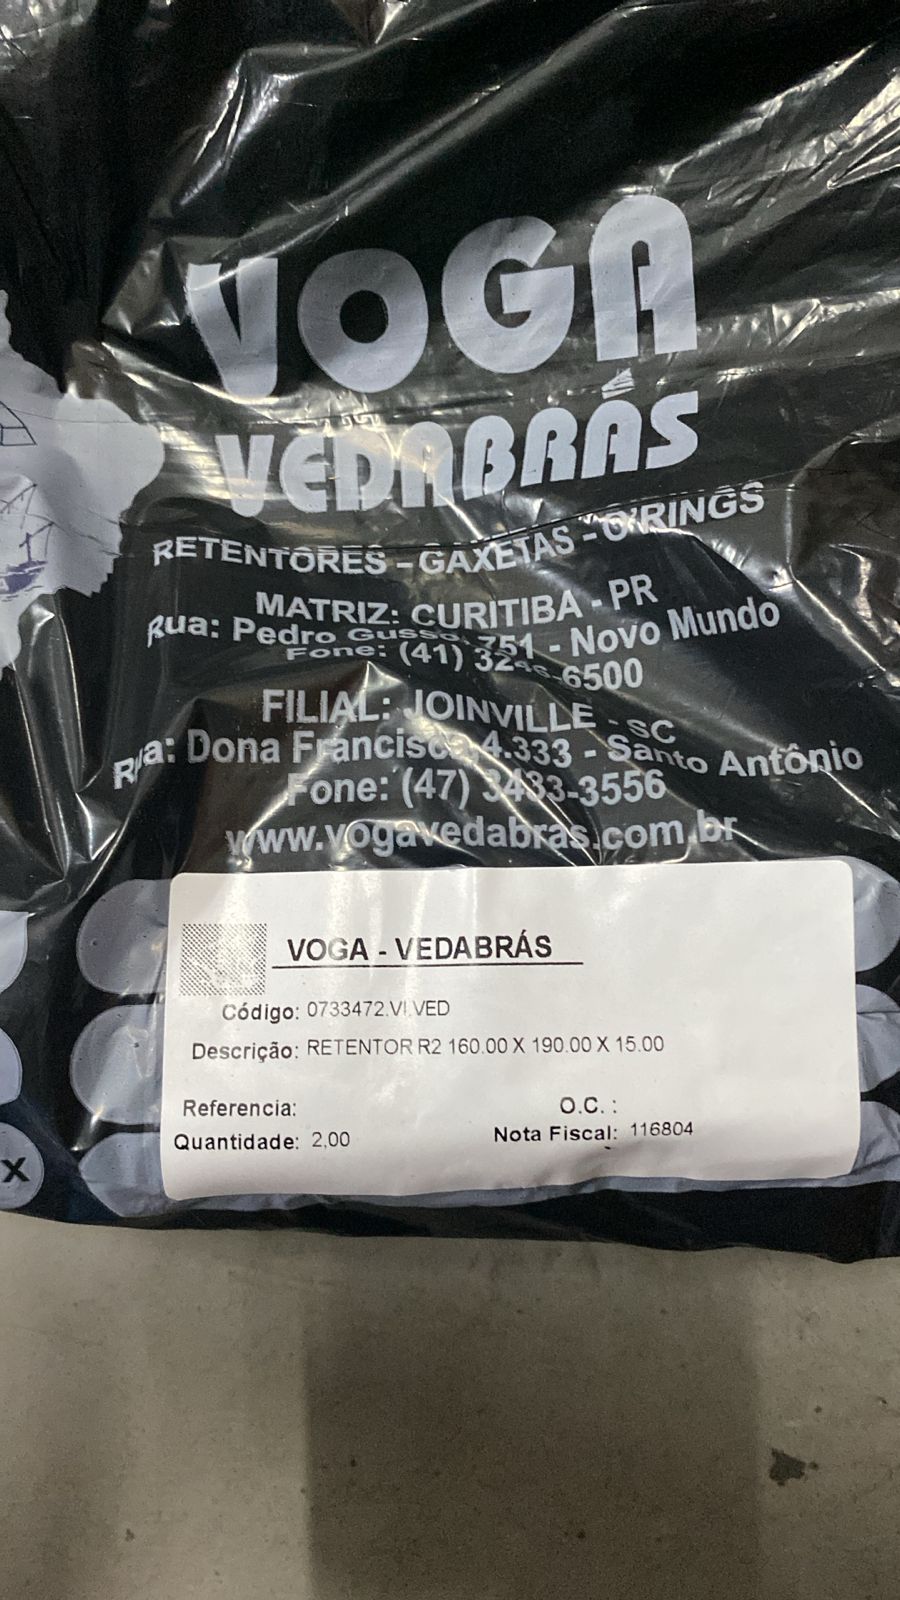 VOGA
VEDABRÁS
RETENTORES - GAXETAS - O'RINGS
MATRIZ: CURITIBA - PR
Rua: Pedro Gusso, 751 - Novo Mundo
Fone: (41) 3246-6500
FILIAL: JOINVILLE - SC
Rua: Dona Francisca, 4.333 - Santo Antônio
Fone: (47) 3433-3556
www.vogavedabras.com.br
VOGA - VEDABRÁS
Código: 0733472.VI.VED
Descrição: RETENTOR R2 160.00 X 190.00 X 15.00
Referencia: O.C. :
Quantidade: 2,00 Nota Fiscal: 116804
X